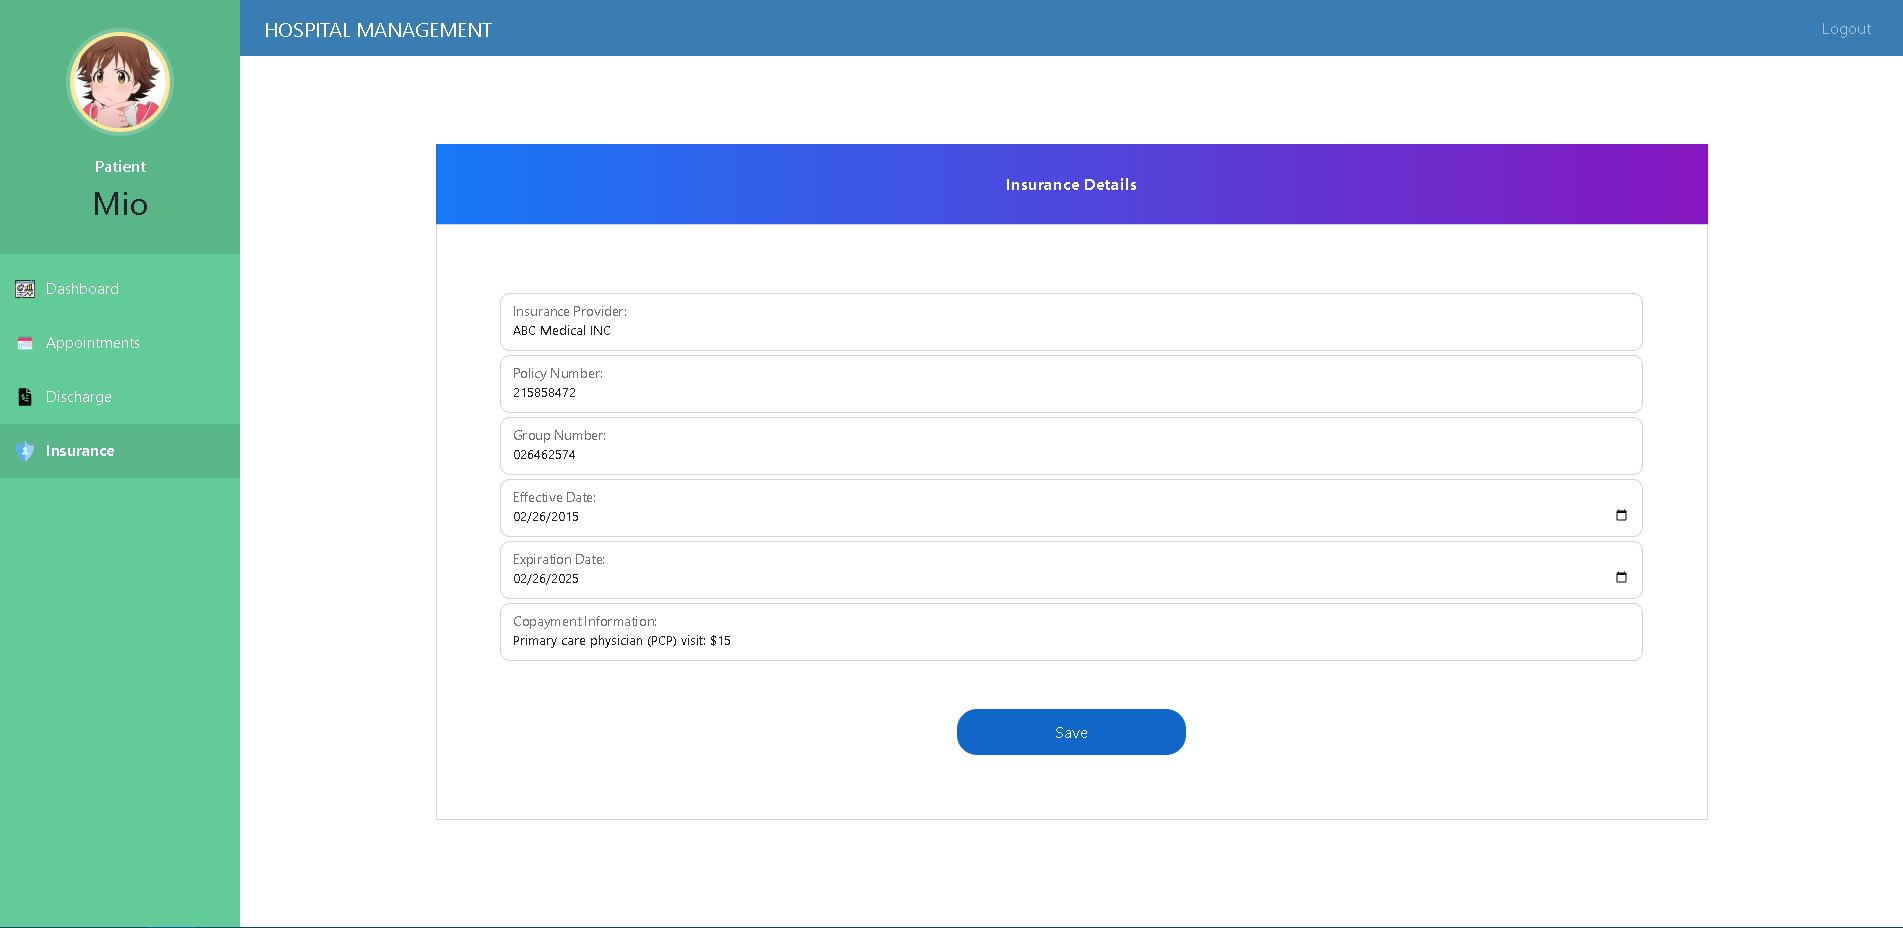 HOSPITAL MANAGEMENT
Logout
Patient
Mio
Dashboard
Appointments
Discharge
Insurance
Insurance Details
Insurance Provider:
ABC Medical INC
Policy Number:
215858472
Group Number:
026462574
Effective Date:
02/26/2015
Expiration Date:
02/26/2025
Copayment Information:
Primary care physician (PCP) visit: $15
Save